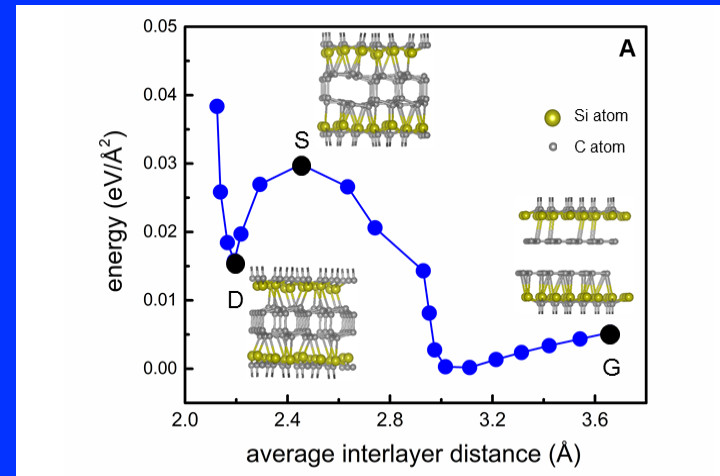 A
0.05
0.04
0.03
0.02
0.01
0.00
energy (eV/Å²)
S
D
G
Si atom
C atom
2.0 2.4 2.8 3.2 3.6
average interlayer distance (Å)